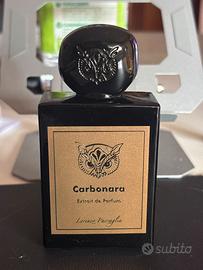 Carbonara
Extrait de Parfum
Lorenzo Pazzaglia
subito